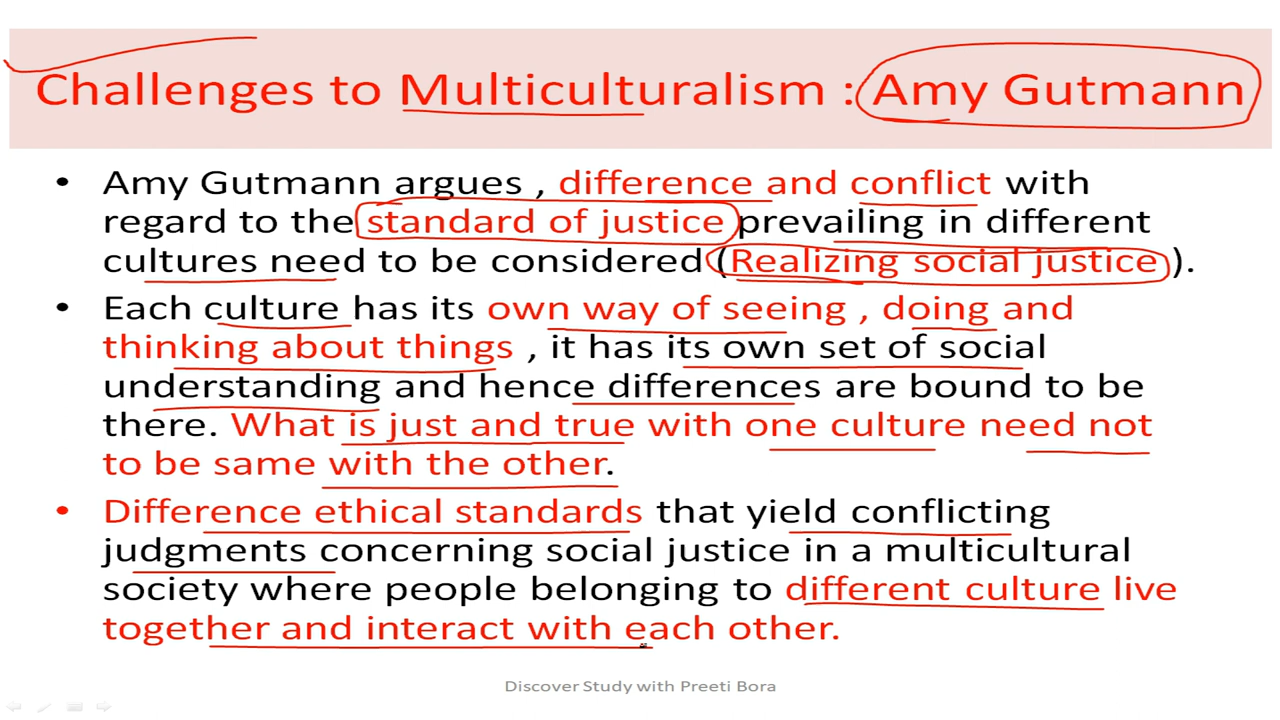 Challenges to Multiculturalism : Amy Gutmann
• Amy Gutmann argues , difference and conflict with
regard to the standard of justice prevailing in different
cultures need to be considered (Realizing social justice ).
• Each culture has its own way of seeing , doing and
thinking about things , it has its own set of social
understanding and hence differences are bound to be
there. What is just and true with one culture need not
to be same with the other.
• Difference ethical standards that yield conflicting
judgments concerning social justice in a multicultural
society where people belonging to different culture live
together and interact with each other.
Discover Study with Preeti Bora